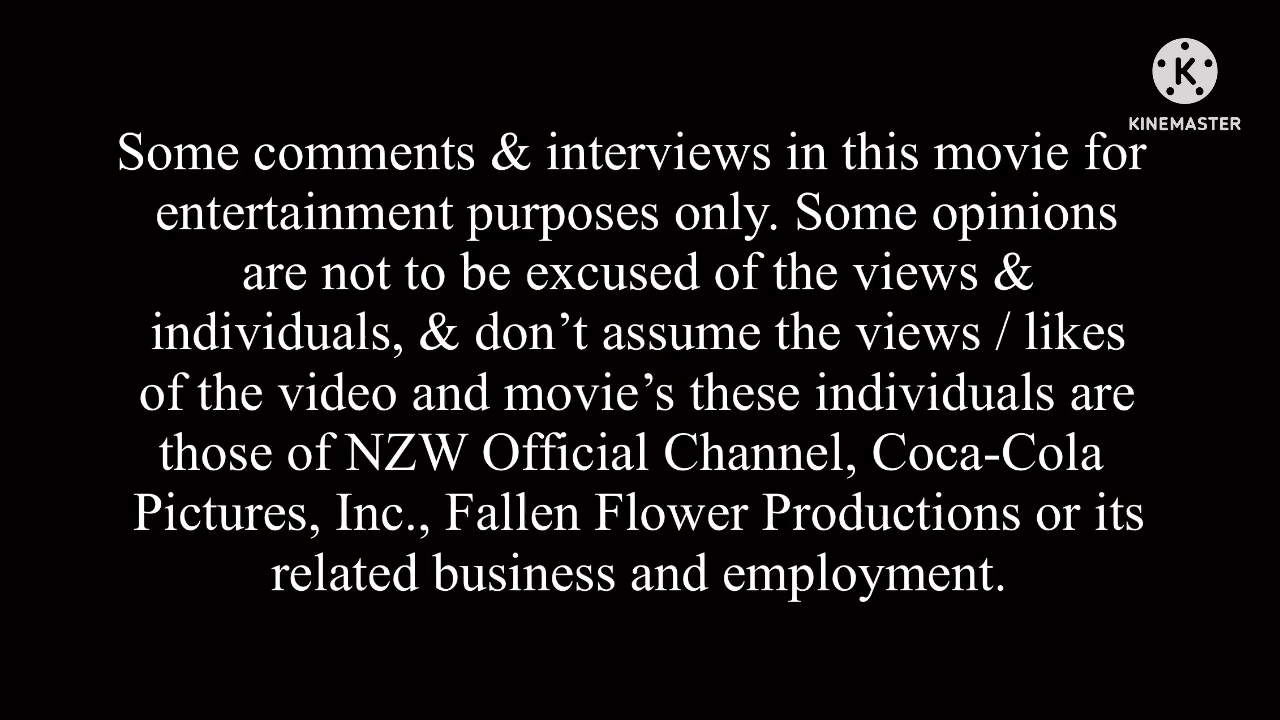 KINEMASTER
Some comments & interviews in this movie for
entertainment purposes only. Some opinions
are not to be excused of the views &
individuals, & don’t assume the views / likes
of the video and movie’s these individuals are
those of NZW Official Channel, Coca-Cola
Pictures, Inc., Fallen Flower Productions or its
related business and employment.